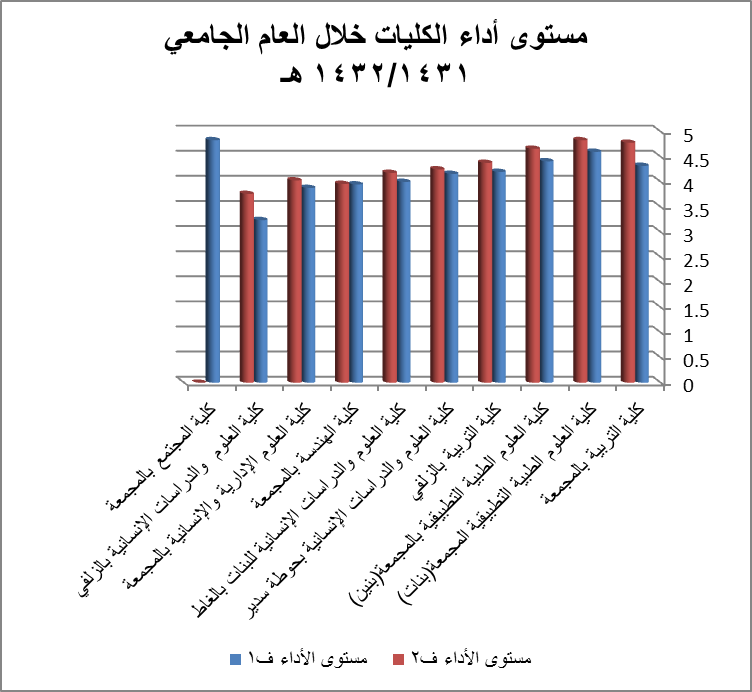 مستوى أداء الكليات خلال العام الجامعي
١٤٣٢/١٤٣١ هـ
5
4.5
4
3.5
3
2.5
2
1.5
1
0.5
0
كلية التربية بالمجمعة
كلية العلوم الطبية التطبيقية المجمعة(بنات)
كلية العلوم الطبية التطبيقية بالمجمعة(بنين)
كلية التربية بالزلفي
كلية العلوم والدراسات الإنسانية بحوطة سدير
كلية العلوم والدراسات الإنسانية للبنات بالغاط
كلية الهندسة بالمجمعة
كلية العلوم الإدارية والإنسانية بالمجمعة
كلية العلوم والدراسات الإنسانية بالزلفي
كلية المجتمع بالمجمعة
مستوى الأداء ف٢
مستوى الأداء ف١